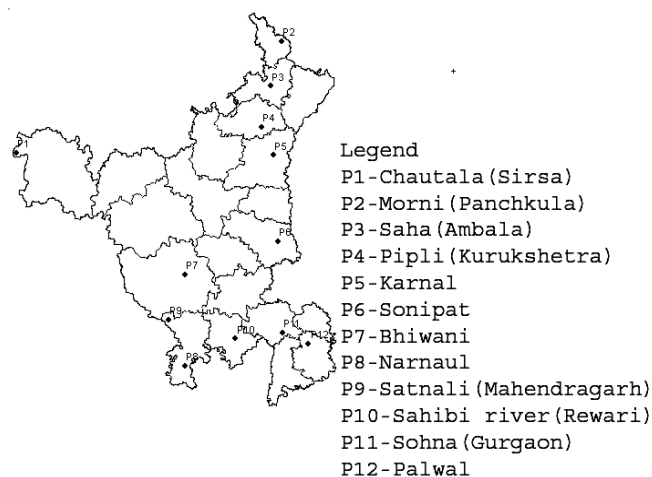 P2
P3
P4
P1
P5
P6
P7
P9
P11
P10
P12
P8
Legend
P1-Chautala(Sirsa)
P2-Morni(Panchkula)
P3-Saha(Ambala)
P4-Pipli(Kurukshetra)
P5-Karnal
P6-Sonipat
P7-Bhiwani
P8-Narnaul
P9-Satnali(Mahendragarh)
P10-Sahibi river(Rewari)
P11-Sohna(Gurgaon)
P12-Palwal